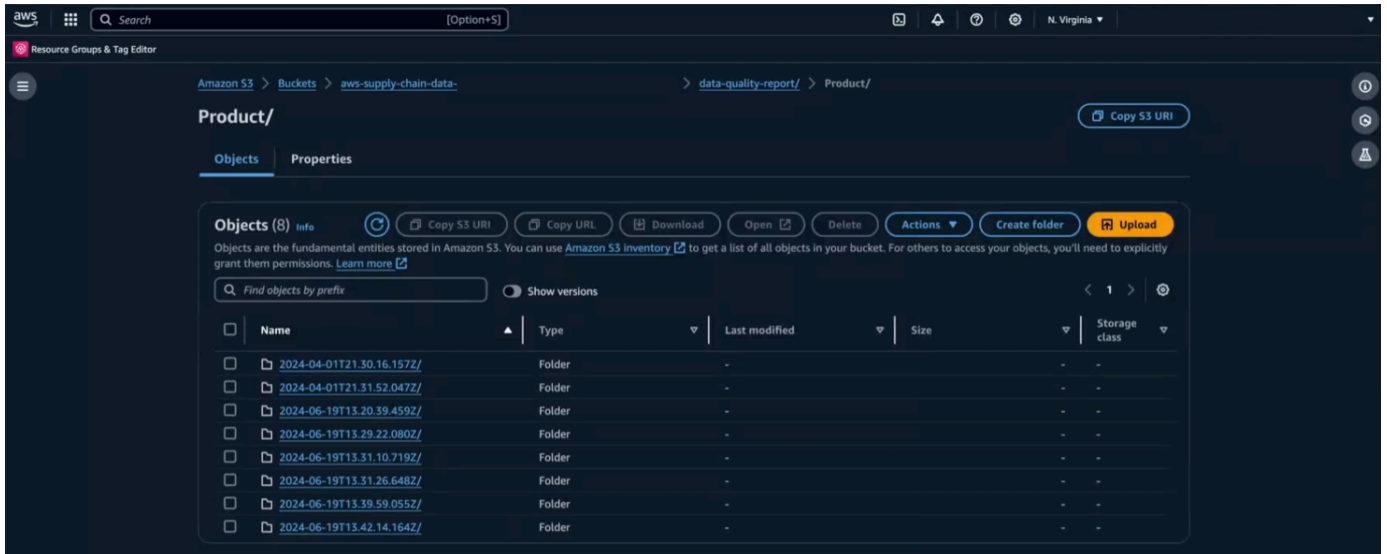 aws Search [Option+S] N. Virginia
Resource Groups & Tag Editor
Amazon S3 > Buckets > aws-supply-chain-data- > data-quality-report/ > Product/
Product/ Copy S3 URI
Objects Properties
Objects (8) Info Copy S3 URI Copy URL Download Open Delete Actions Create folder Upload
Objects are the fundamental entities stored in Amazon S3. You can use Amazon S3 inventory to get a list of all objects in your bucket. For others to access your objects, you'll need to explicitly
grant them permissions. Learn more
Find objects by prefix Show versions 1
Name Type Last modified Size Storage
class
2024-04-01T21.30.16.157Z/ Folder - - -
2024-04-01T21.31.52.047Z/ Folder - - -
2024-06-19T13.20.39.459Z/ Folder - - -
2024-06-19T13.29.22.080Z/ Folder - - -
2024-06-19T13.31.10.719Z/ Folder - - -
2024-06-19T13.31.26.648Z/ Folder - - -
2024-06-19T13.39.59.055Z/ Folder - - -
2024-06-19T13.42.14.164Z/ Folder - - -